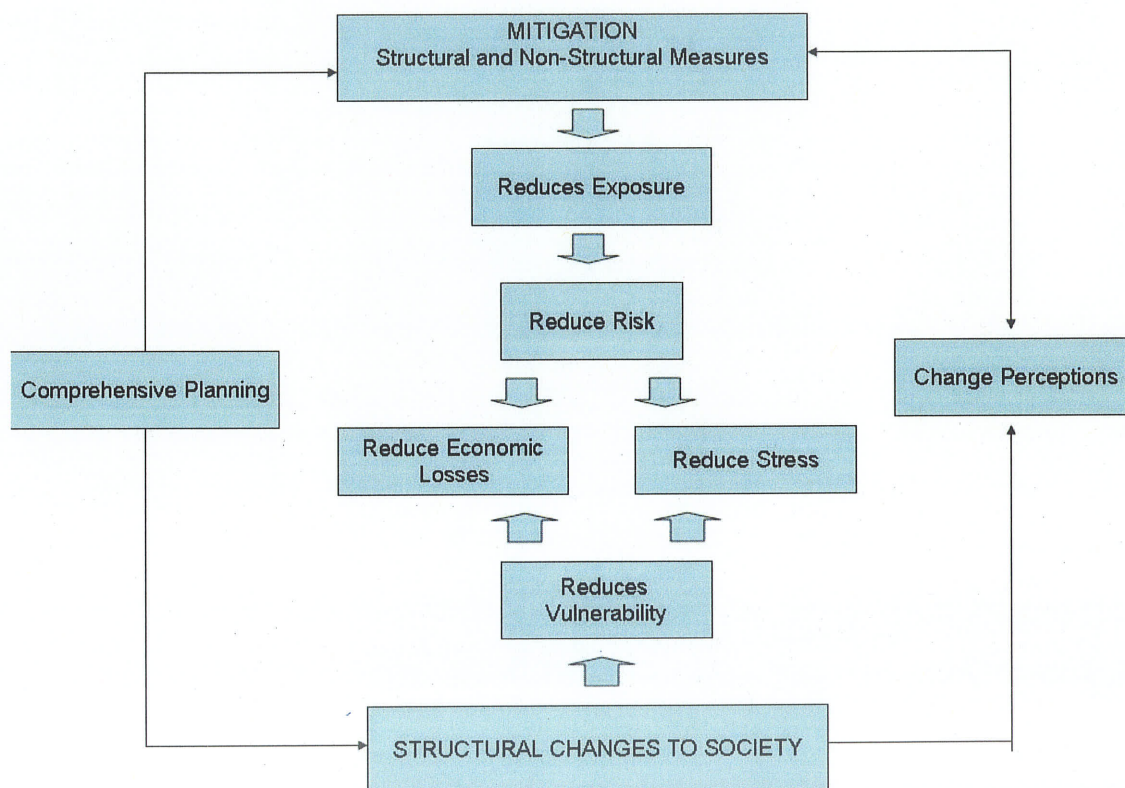 MITIGATION
Structural and Non-Structural Measures
Reduces Exposure
Reduce Risk
Comprehensive Planning
Change Perceptions
Reduce Economic
Losses
Reduce Stress
Reduces
Vulnerability
STRUCTURAL CHANGES TO SOCIETY